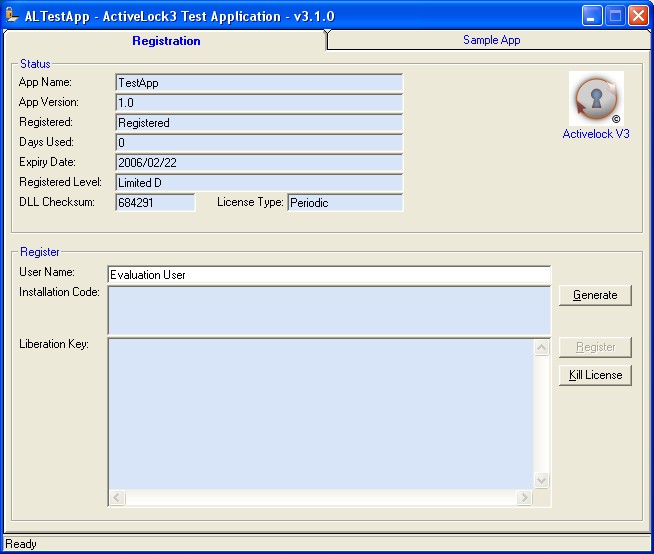 ALTestApp - ActiveLock3 Test Application - v3.1.0
Registration
Sample App
Status
App Name: TestApp
App Version: 1.0
Registered: Registered
Days Used: 0
Expiry Date: 2006/02/22
Registered Level: Limited D
DLL Checksum: 684291 License Type: Periodic
©
Activelock V3
Register
User Name: Evaluation User
Installation Code:
Generate
Liberation Key:
Register
Kill License
Ready